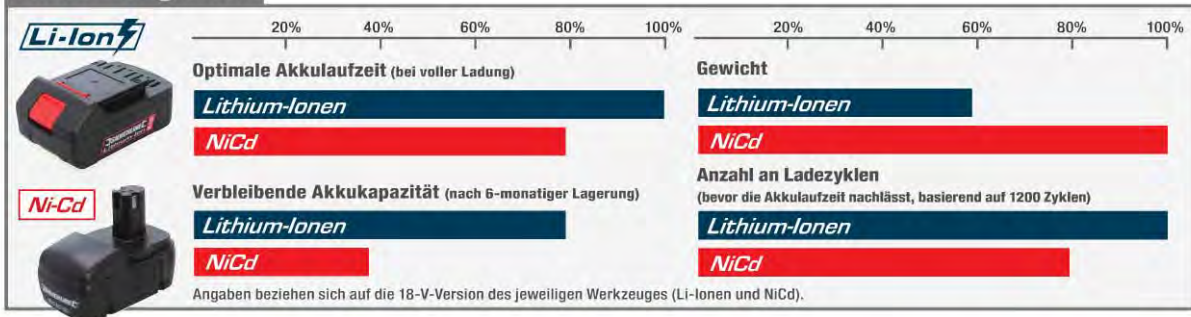 Li-Ion
20% 40% 60% 80% 100%
Optimale Akkulaufzeit (bei voller Ladung)
Lithium-Ionen
NiCd
Ni-Cd
Verbleibende Akkukapazität (nach 6-monatiger Lagerung)
Lithium-Ionen
NiCd
20% 40% 60% 80% 100%
Gewicht
Lithium-Ionen
NiCd
Anzahl an Ladezyklen
(bevor die Akkulaufzeit nachlässt, basierend auf 1200 Zyklen)
Lithium-Ionen
NiCd
Angaben beziehen sich auf die 18-V-Version des jeweiligen Werkzeuges (Li-Ionen und NiCd).